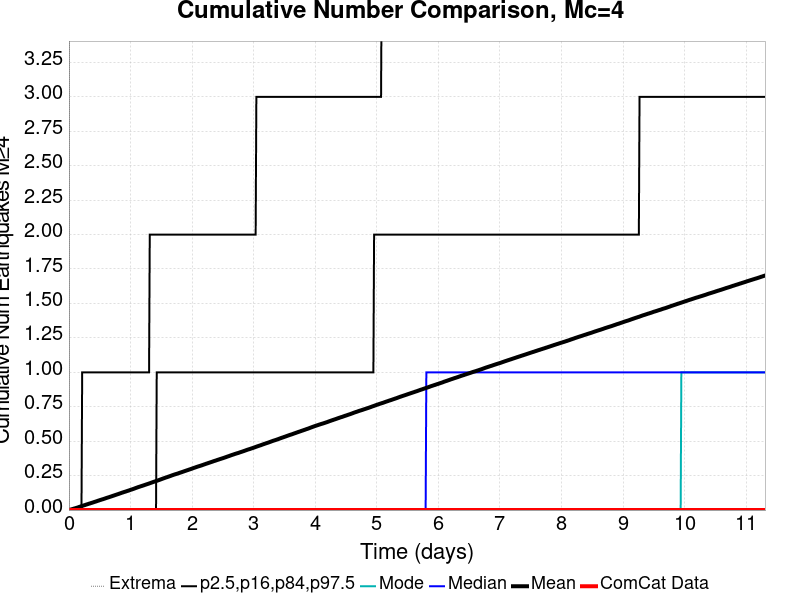 Cumulative Number Comparison, Mc=4
Cumulative Num Earthquakes M≥4
3.25
3.00
2.75
2.50
2.25
2.00
1.75
1.50
1.25
1.00
0.75
0.50
0.25
0.00
0 1 2 3 4 5 6 7 8 9 10 11
Time (days)
Extrema p2.5,p16,p84,p97.5 Mode Median Mean ComCat Data